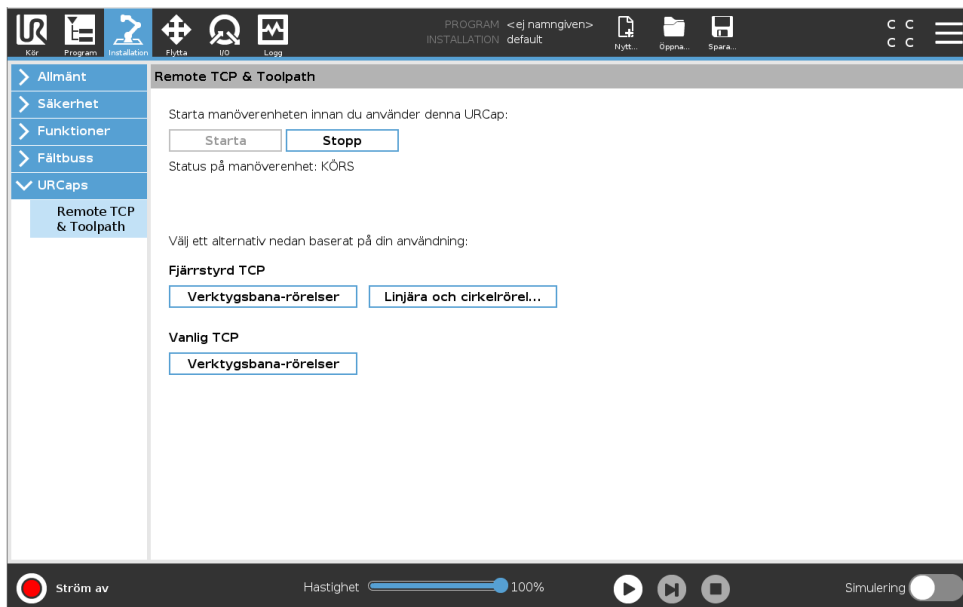 PROGRAM <ej namngiven>
INSTALLATION default
Kör Program Installation Flytta I/O Logg Nytt... Öppna... Spara...
C C
C C
Allmänt
Säkerhet
Funktioner
Fältbuss
URCaps
Remote TCP
& Toolpath
Remote TCP & Toolpath
Starta manöverenheten innan du använder denna URCap:
Starta Stopp
Status på manöverenhet: KÖRS
Välj ett alternativ nedan baserat på din användning:
Fjärrstyrd TCP
Verktygsbana-rörelser Linjära och cirkelrörel...
Vanlig TCP
Verktygsbana-rörelser
Ström av Hastighet 100% Simulering